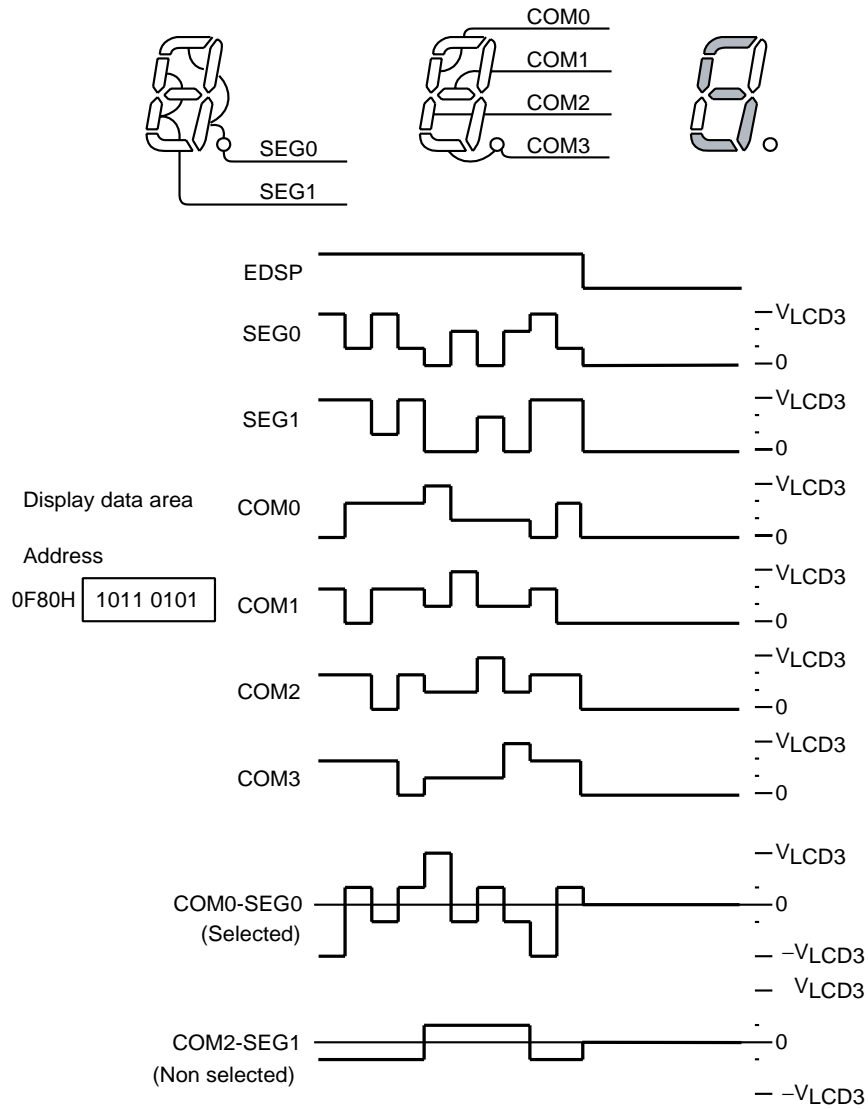 COM0
COM1
COM2
COM3
SEG0
SEG1
EDSP
SEG0
VLCD3
0
SEG1
VLCD3
0
Display data area
Address
0F80H 1011 0101
COM0
VLCD3
0
COM1
VLCD3
0
COM2
VLCD3
0
COM3
VLCD3
0
COM0-SEG0
(Selected)
VLCD3
0
−VLCD3
COM2-SEG1
(Non selected)
VLCD3
0
−VLCD3